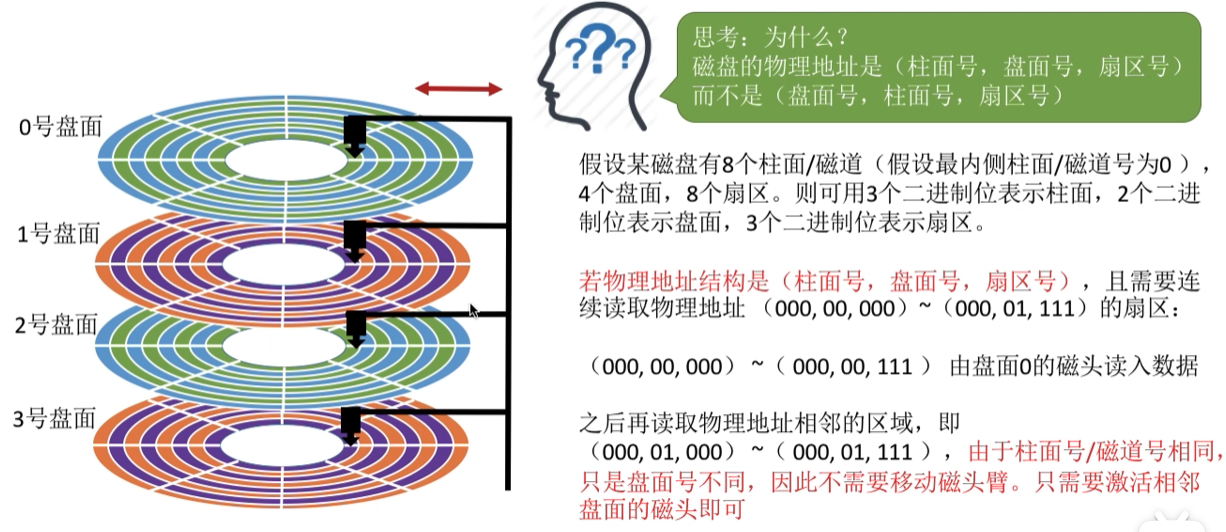 ???
思考：为什么？
磁盘的物理地址是（柱面号，盘面号，扇区号）
而不是（盘面号，柱面号，扇区号）
0号盘面
1号盘面
2号盘面
3号盘面
假设某磁盘有8个柱面/磁道（假设最内侧柱面/磁道号为0 ），
4个盘面，8个扇区。则可用3个二进制位表示柱面，2个二进
制位表示盘面，3个二进制位表示扇区。
若物理地址结构是（柱面号，盘面号，扇区号），且需要连
续读取物理地址 （000, 00, 000）~（000, 01, 111）的扇区：
（000, 00, 000） ~（ 000, 00, 111 ） 由盘面0的磁头读入数据
之后再读取物理地址相邻的区域，即
（000, 01, 000） ~（ 000, 01, 111 ），由于柱面号/磁道号相同，
只是盘面号不同，因此不需要移动磁头臂。只需要激活相邻
盘面的磁头即可